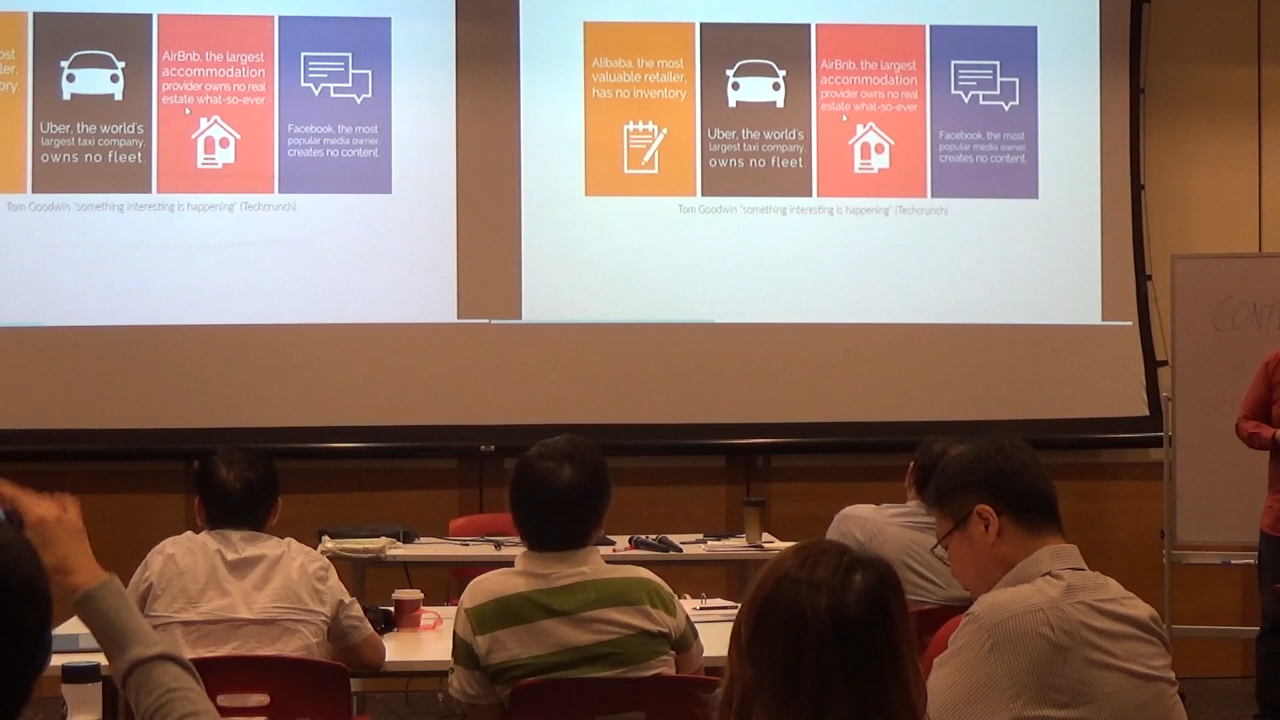 ost
ler,
ory.
Uber, the world's
largest taxi company,
owns no fleet.
AirBnb, the largest
accommodation
provider owns no real
estate what-so-ever.
Facebook, the most
popular media owner,
creates no content.
Tom Goodwin "something interesting is happening" (Techcrunch)
Alibaba, the most
valuable retailer,
has no inventory
Uber, the world's
largest taxi company,
owns no fleet.
AirBnb, the largest
accommodation
provider owns no real
estate what-so-ever
Facebook, the most
popular media owner,
creates no content.
Tom Goodwin "something interesting is happening" (Techcrunch)
CONT